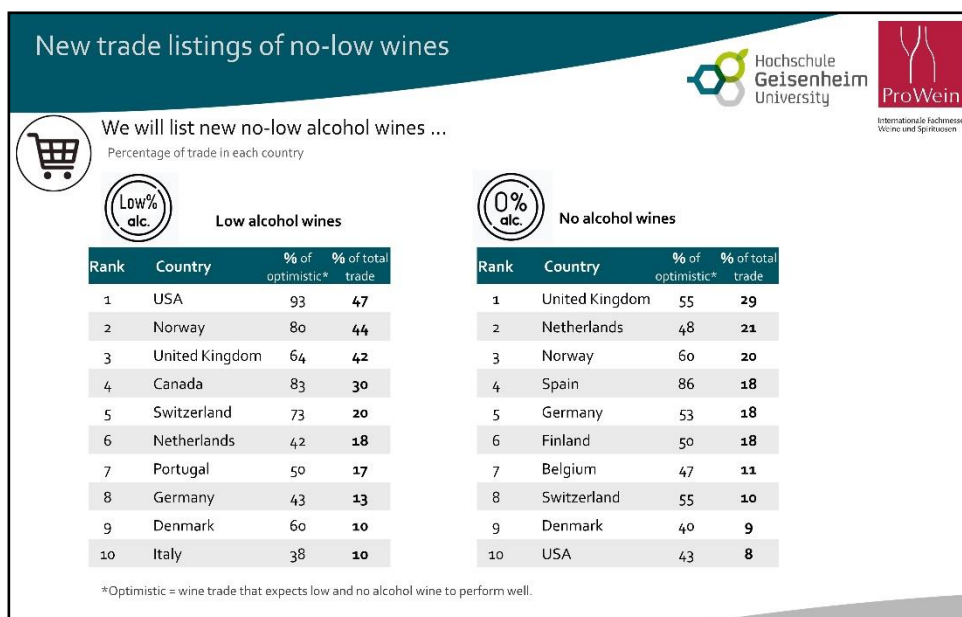 New trade listings of no-low wines
Hochschule
Geisenheim
University
ProWein
Internationale Fachmesse
Weine und Spirituosen
We will list new no-low alcohol wines ...
Percentage of trade in each country
Low%
alc.
Low alcohol wines
Rank Country % of optimistic* % of total trade
1 USA 93 47
2 Norway 80 44
3 United Kingdom 64 42
4 Canada 83 30
5 Switzerland 73 20
6 Netherlands 42 18
7 Portugal 50 17
8 Germany 43 13
9 Denmark 60 10
10 Italy 38 10
0%
alc.
No alcohol wines
Rank Country % of optimistic* % of total trade
1 United Kingdom 55 29
2 Netherlands 48 21
3 Norway 60 20
4 Spain 86 18
5 Germany 53 18
6 Finland 50 18
7 Belgium 47 11
8 Switzerland 55 10
9 Denmark 40 9
10 USA 43 8
*Optimistic = wine trade that expects low and no alcohol wine to perform well.